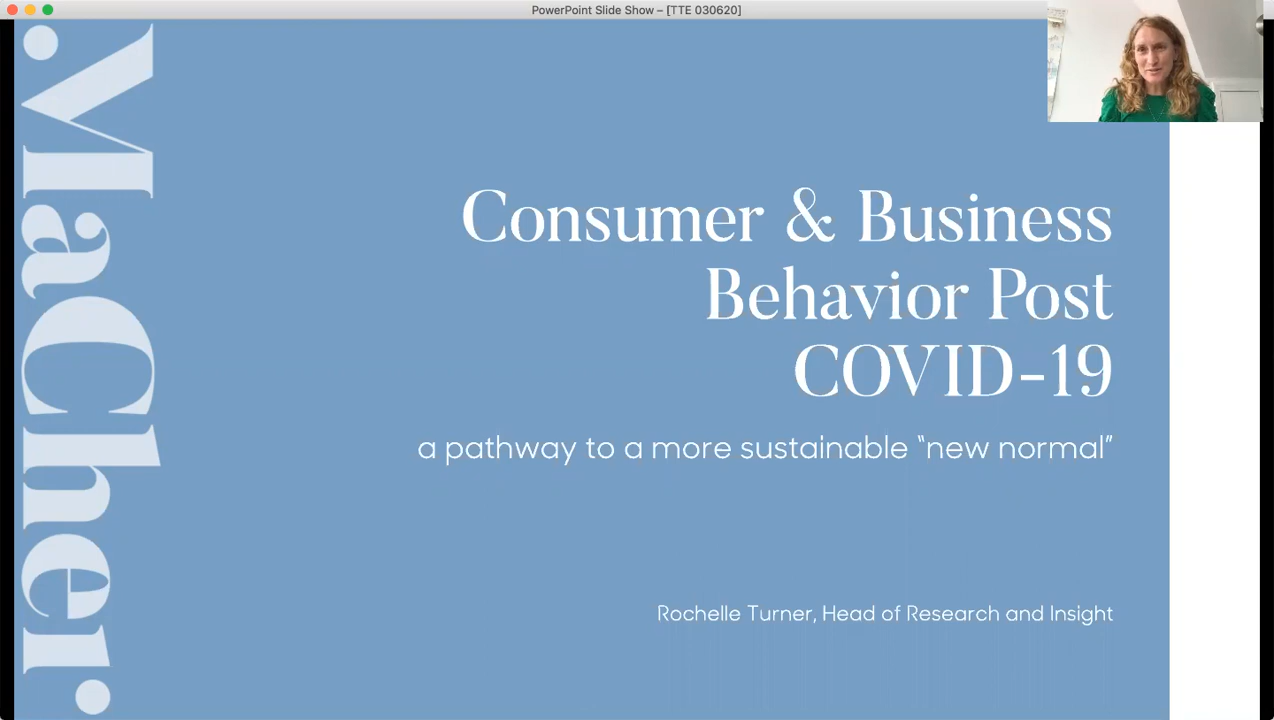 PowerPoint Slide Show – [TTE 030620]
.MaCher.
Consumer & Business
Behavior Post
COVID-19
a pathway to a more sustainable “new normal”
Rochelle Turner, Head of Research and Insight